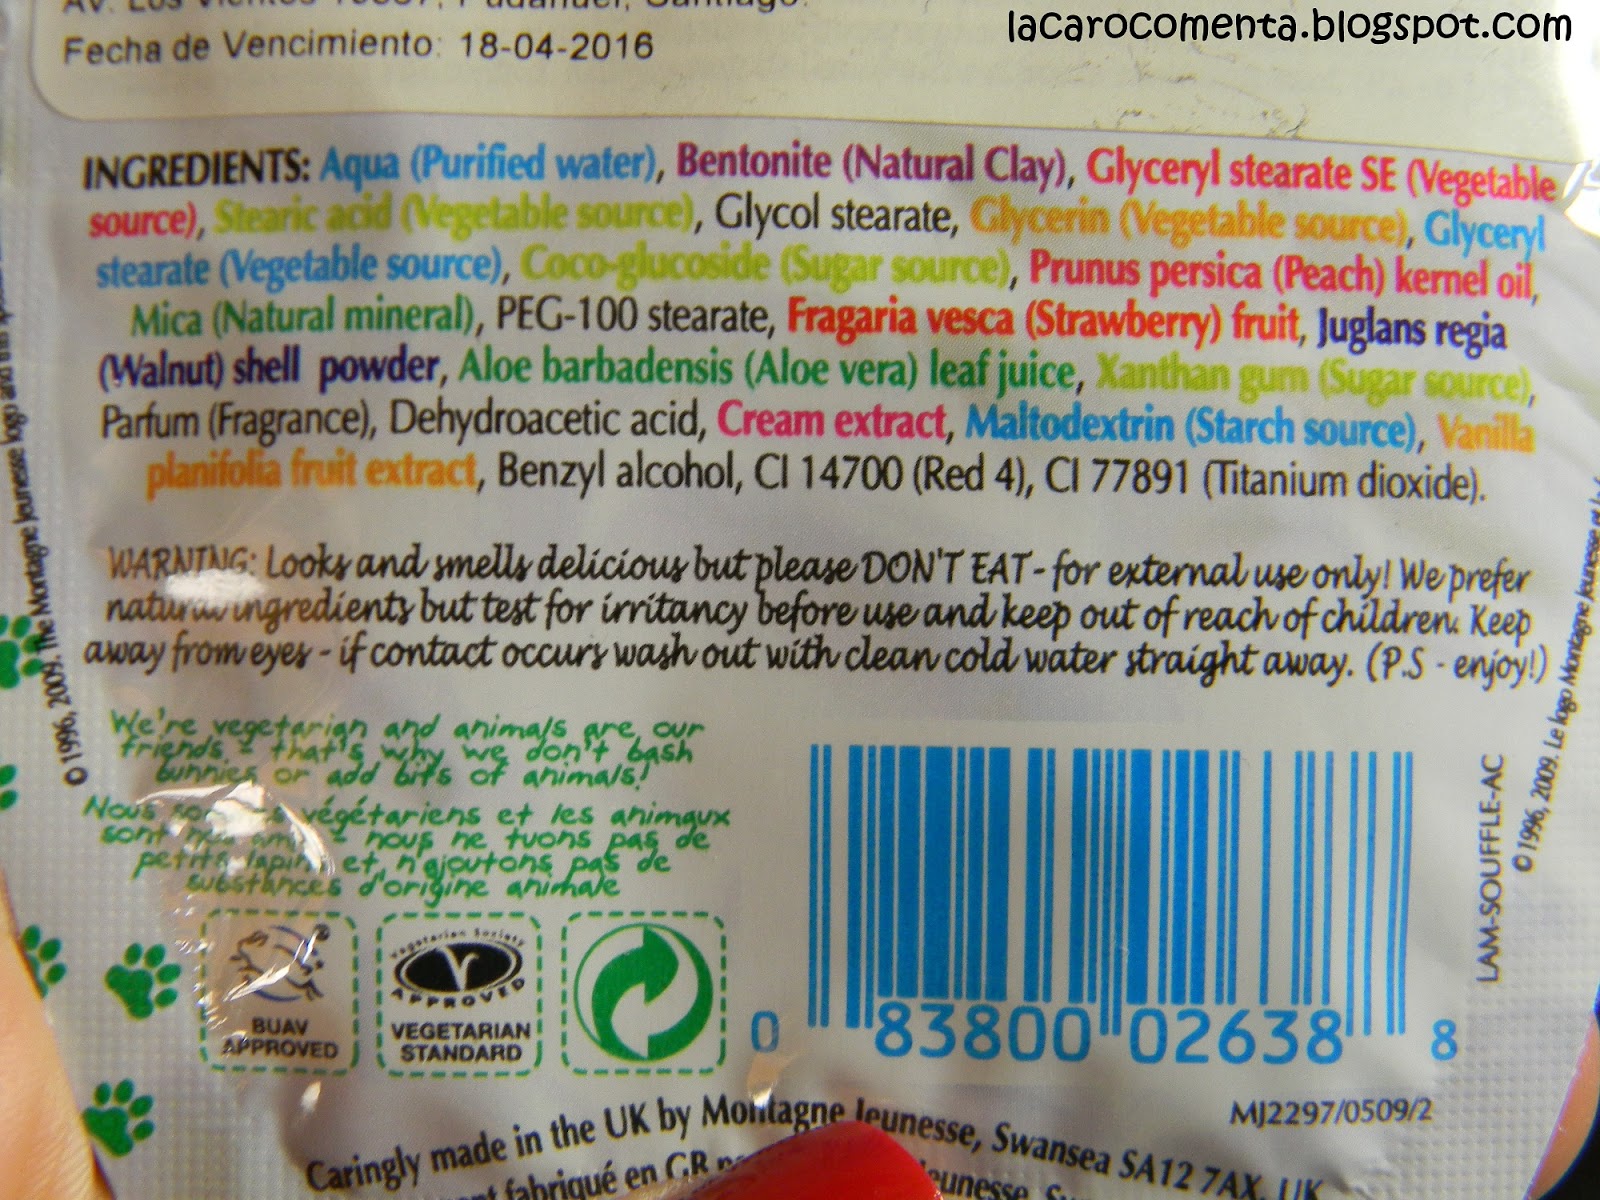 lacarocomenta.blogspot.com
Fecha de Vencimiento: 18-04-2016
INGREDIENTS: Aqua (Purified water), Bentonite (Natural Clay), Glyceryl stearate SE (Vegetable
source), Stearic acid (Vegetable source), Glycol stearate, Glycerin (Vegetable source), Glyceryl
stearate (Vegetable source), Coco-glucoside (Sugar source), Prunus persica (Peach) kernel oil,
Mica (Natural mineral), PEG-100 stearate, Fragaria vesca (Strawberry) fruit, Juglans regia
(Walnut) shell powder, Aloe barbadensis (Aloe vera) leaf juice, Xanthan gum (Sugar source),
Parfum (Fragrance), Dehydroacetic acid, Cream extract, Maltodextrin (Starch source), Vanilla
planifolia fruit extract, Benzyl alcohol, CI 14700 (Red 4), CI 77891 (Titanium dioxide).
WARNING: Looks and smells delicious but please DON'T EAT - for external use only! We prefer
natural ingredients but test for irritancy before use and keep out of reach of children. Keep
away from eyes - if contact occurs wash out with clean cold water straight away. (P.S - enjoy!)
We're vegetarian and animals are our
friends - that's why we don't bash
bunnies or add bits of animals!
Nous végétariens et les animaux
sont - nous ne tuons pas de
petits lapins et n'ajoutons pas de
substances d'origine animale
BUAV
APPROVED
Vegetarian Society
APPROVED
VEGETARIAN
STANDARD
0 83800 02638 8
LAM-SOUFFLE-AC
MJ2297/0509/2
©1996, 2009. The Montagne Jeunesse logo and this
©1996, 2009. Le logo Montagne Jeunesse et
Caringly made in the UK by Montagne Jeunesse, Swansea SA12 7AX, UK
fabriqué en GB